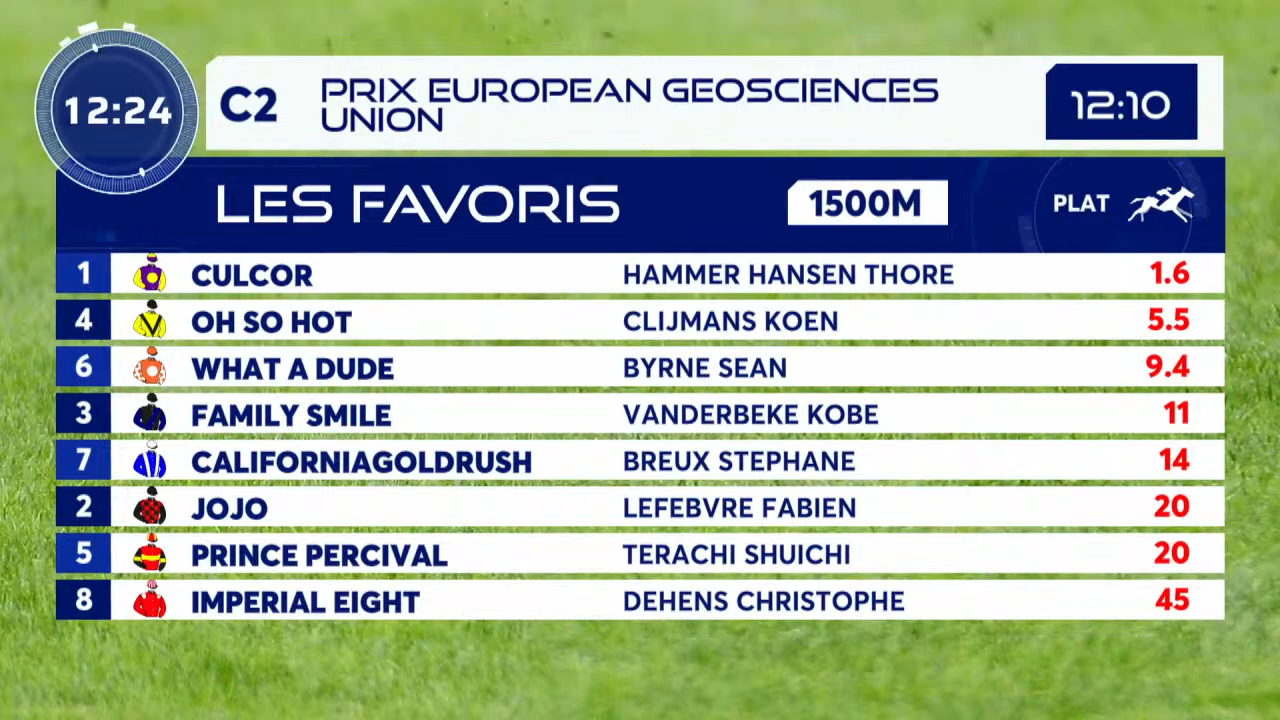 12:24
C2
PRIX EUROPEAN GEOSCIENCES
UNION
12:10
LES FAVORIS
1500M
PLAT
1 CULCOR HAMMER HANSEN THORE 1.6
4 OH SO HOT CLIJMANS KOEN 5.5
6 WHAT A DUDE BYRNE SEAN 9.4
3 FAMILY SMILE VANDERBEKE KOBE 11
7 CALIFORNIAGOLDRUSH BREUX STEPHANE 14
2 JOJO LEFEBVRE FABIEN 20
5 PRINCE PERCIVAL TERACHI SHUICHI 20
8 IMPERIAL EIGHT DEHENS CHRISTOPHE 45